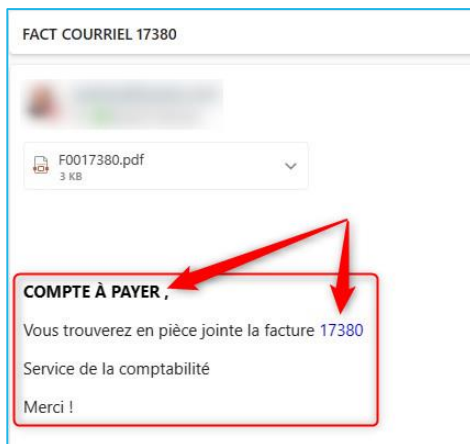 FACT COURRIEL 17380
F0017380.pdf
3 KB
COMPTE À PAYER ,
Vous trouverez en pièce jointe la facture 17380
Service de la comptabilité
Merci !